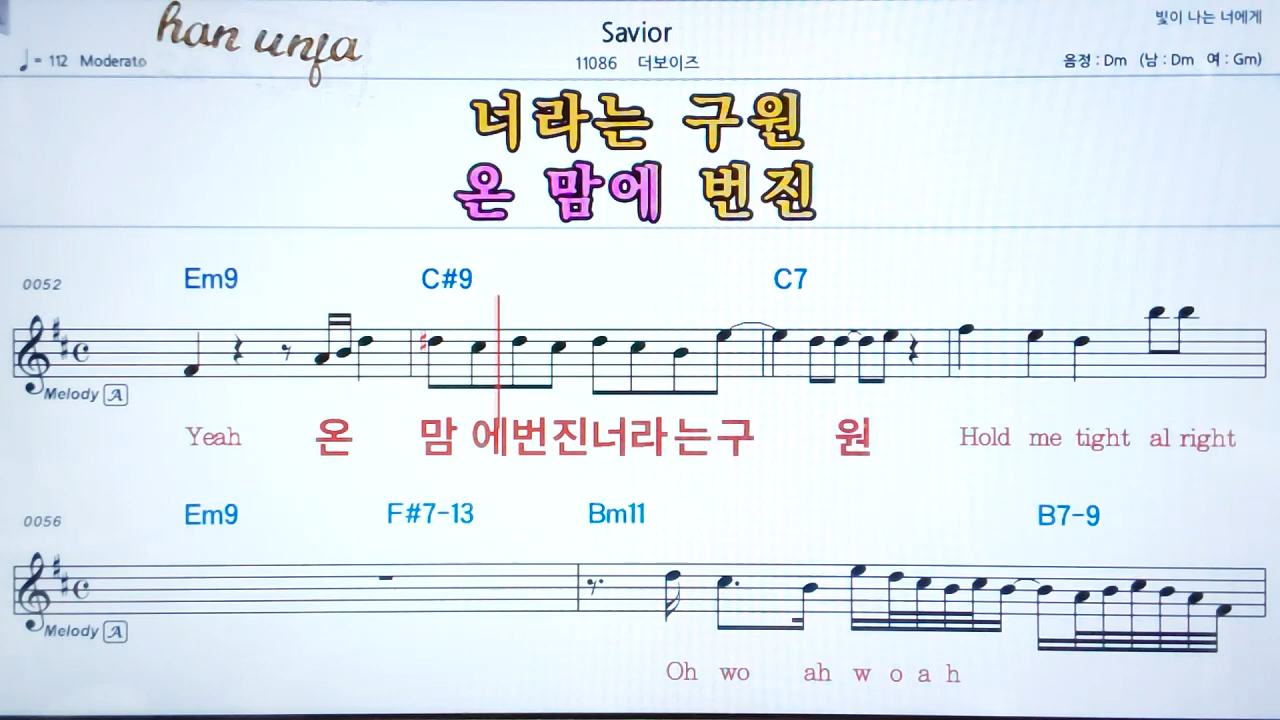 han unja
Savior
빛이 나는 너에게
♩= 112 Moderato
11086 더보이즈
음정 : Dm (남 : Dm 여 : Gm)
너라는 구원
온 맘에 번진
0052 Em9 C#9 C7
Melody A
Yeah 온 맘 에번진너라는구 원 Hold me tight al right
0056 Em9 F#7-13 Bm11 B7-9
Melody A
Oh wo ah w o a h